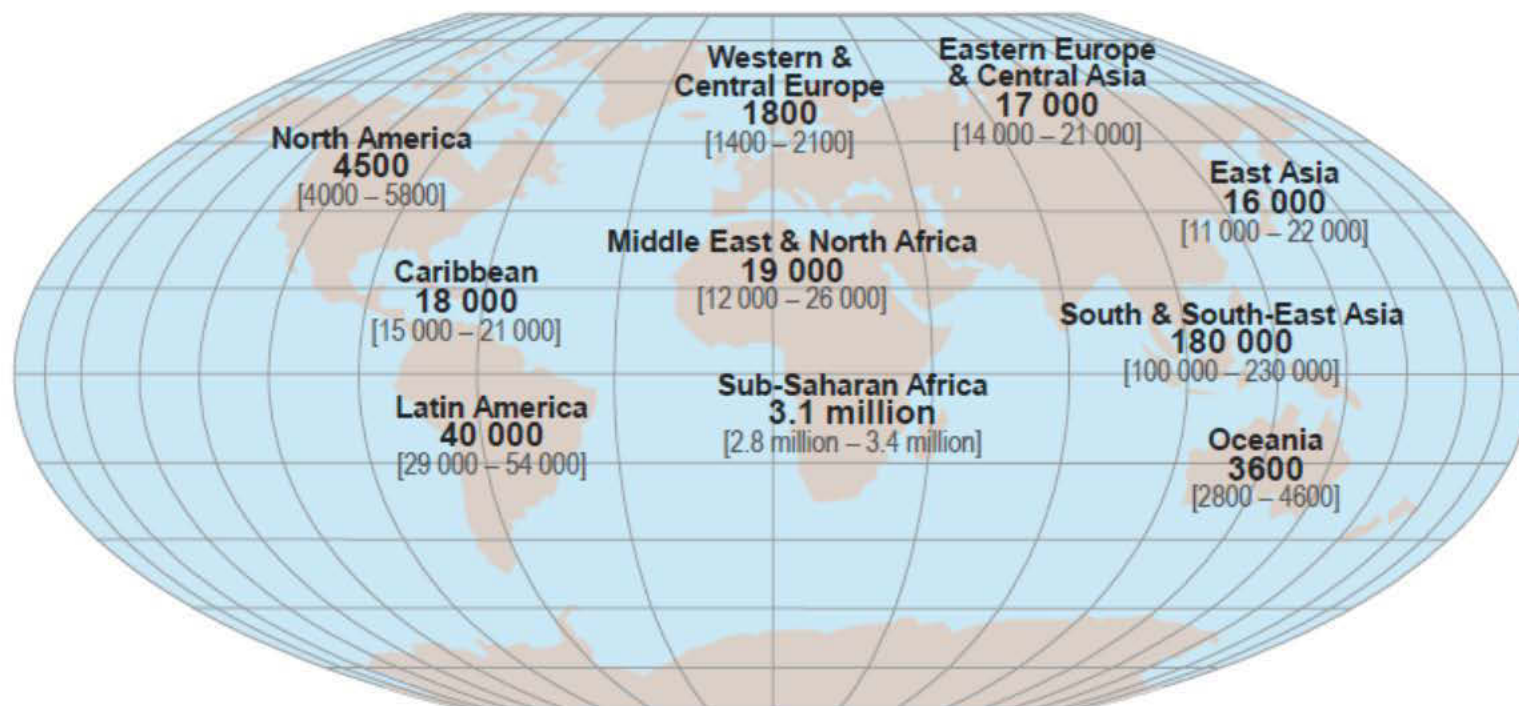 Western &
Central Europe
1800
[1400 – 2100]
Eastern Europe
& Central Asia
17 000
[14 000 – 21 000]
North America
4500
[4000 – 5800]
East Asia
16 000
[11 000 – 22 000]
Middle East & North Africa
19 000
[12 000 – 26 000]
Caribbean
18 000
[15 000 – 21 000]
South & South-East Asia
180 000
[100 000 – 230 000]
Sub-Saharan Africa
3.1 million
[2.8 million – 3.4 million]
Latin America
40 000
[29 000 – 54 000]
Oceania
3600
[2800 – 4600]